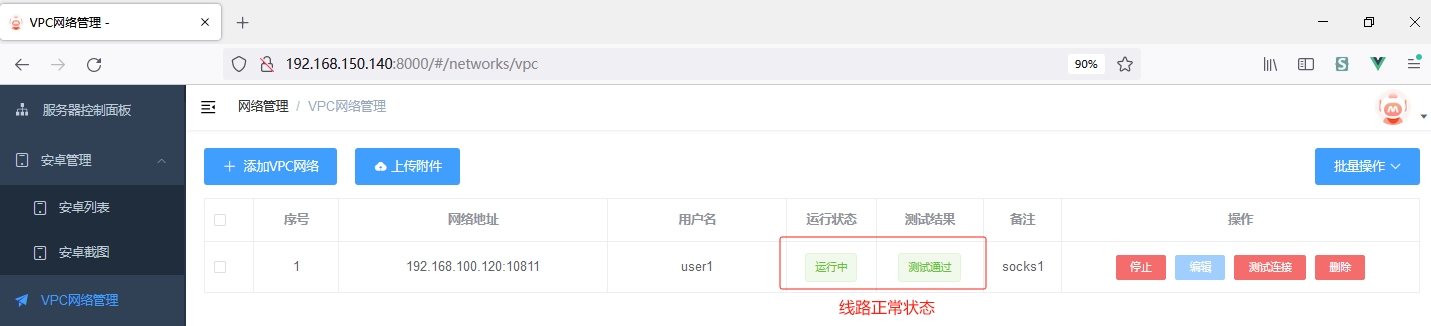 VPC网络管理 -
192.168.150.140:8000/#/networks/vpc
90%
服务器控制面板
网络管理 / VPC网络管理
安卓管理
添加VPC网络
上传附件
批量操作
安卓列表
序号 网络地址 用户名 运行状态 测试结果 备注 操作
安卓截图
1 192.168.100.120:10811 user1 运行中 测试通过 socks1 停止 编辑 测试连接 删除
VPC网络管理
线路正常状态